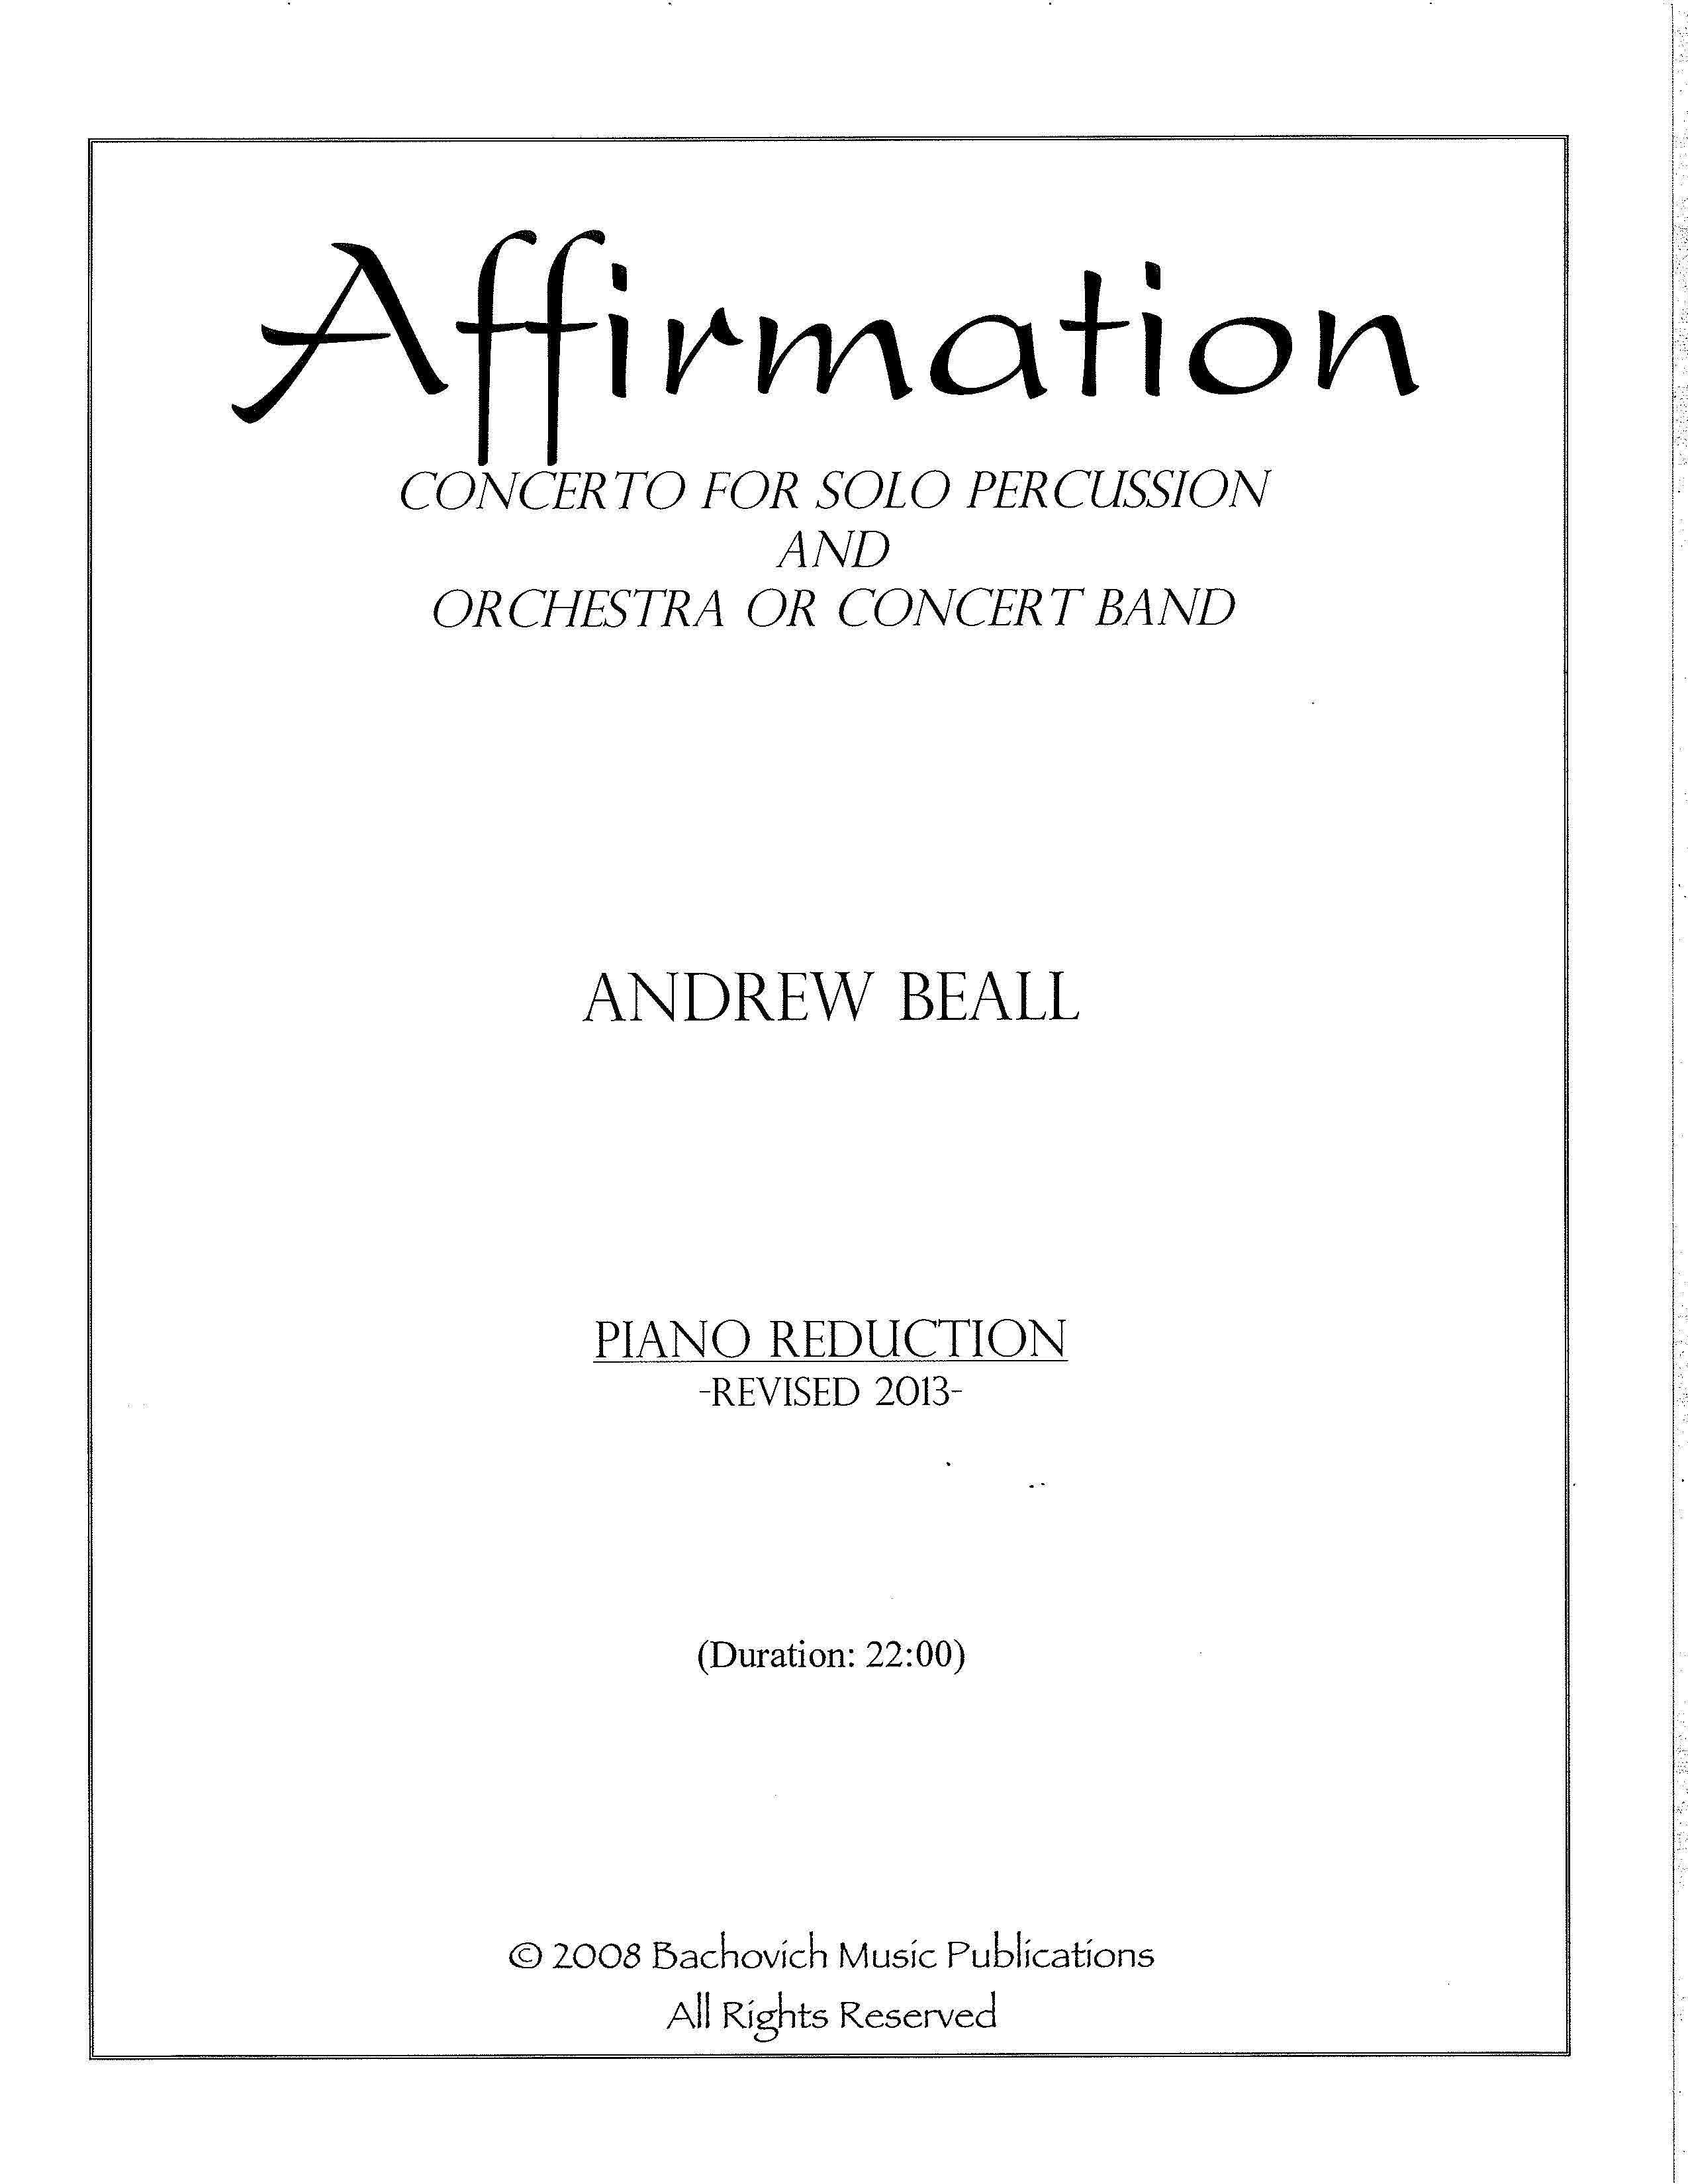 Affirmation
CONCERTO FOR SOLO PERCUSSION
AND
ORCHESTRA OR CONCERT BAND
ANDREW BEALL
PIANO REDUCTION
-REVISED 2013-
(Duration: 22:00)
© 2008 Bachovich Music Publications
All Rights Reserved